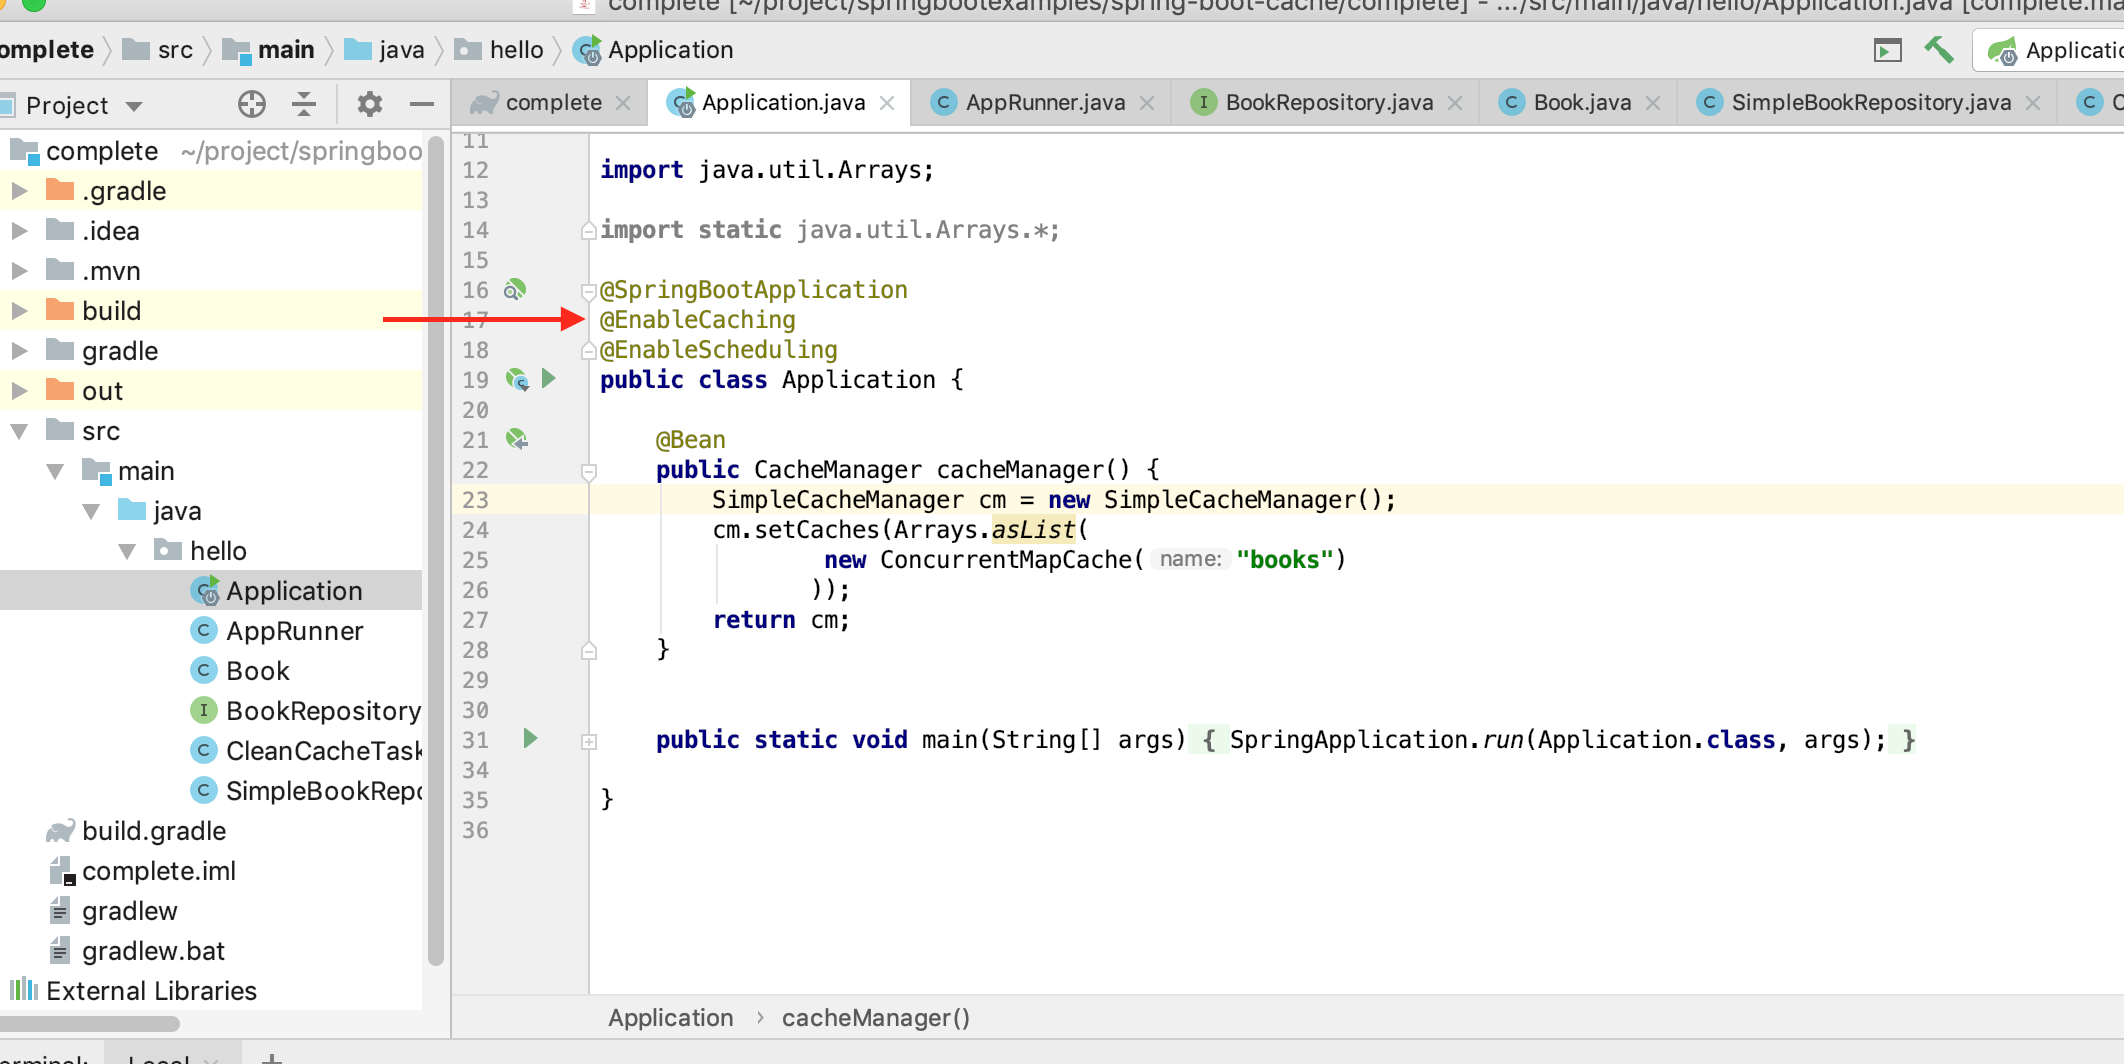 complete [~/project/springbootexamples/spring-boot-cache/complete] - .../src/main/java/hello/Application.java [complete.ma
omplete src main java hello Application Applicatio
Project
complete Application.java AppRunner.java BookRepository.java Book.java SimpleBookRepository.java C
complete ~/project/springboo
.gradle
.idea
.mvn
build
gradle
out
src
main
java
hello
Application
AppRunner
Book
BookRepository
CleanCacheTask
SimpleBookRepo
build.gradle
complete.iml
gradlew
gradlew.bat
External Libraries
11
12 import java.util.Arrays;
13
14 import static java.util.Arrays.*;
15
16 @SpringBootApplication
17 @EnableCaching
18 @EnableScheduling
19 public class Application {
20
21 @Bean
22 public CacheManager cacheManager() {
23 SimpleCacheManager cm = new SimpleCacheManager();
24 cm.setCaches(Arrays.asList(
25 new ConcurrentMapCache( name: "books")
26 ));
27 return cm;
28 }
29
30
31 public static void main(String[] args) { SpringApplication.run(Application.class, args); }
34
35 }
36
Application › cacheManager()
erminal: Local +